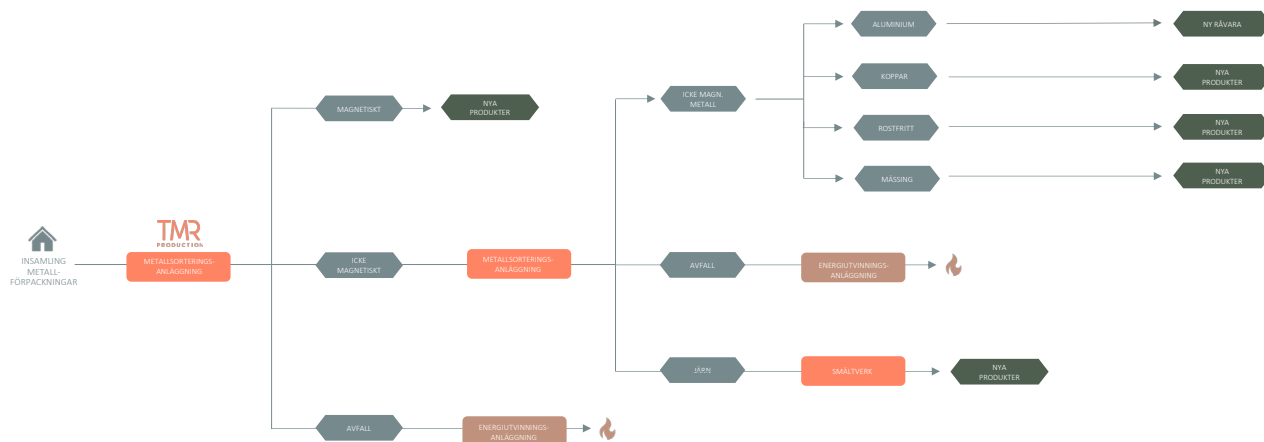 INSAMLING
METALL-
FÖRPACKNINGAR
TMR
PRODUCTION
METALLSORTERINGS-
ANLÄGGNING
MAGNETISKT
NYA
PRODUKTER
ICKE
MAGNETISKT
METALLSORTERINGS-
ANLÄGGNING
AVFALL
ENERGIUTVINNINGS-
ANLÄGGNING
ICKE MAGN.
METALL
ALUMINIUM
NY RÅVARA
KOPPAR
NYA
PRODUKTER
ROSTFRITT
NYA
PRODUKTER
MÄSSING
NYA
PRODUKTER
AVFALL
ENERGIUTVINNINGS-
ANLÄGGNING
JÄRN
SMÄLTVERK
NYA
PRODUKTER